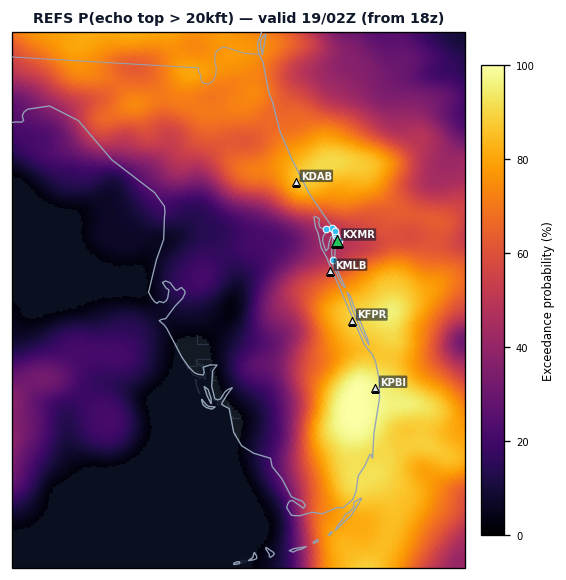 REFS P(echo top > 20kft) — valid 19/02Z (from 18z)
KDAB
KXMR
KMLB
KFPR
KPBI
100
80
60
40
20
0
Exceedance probability (%)